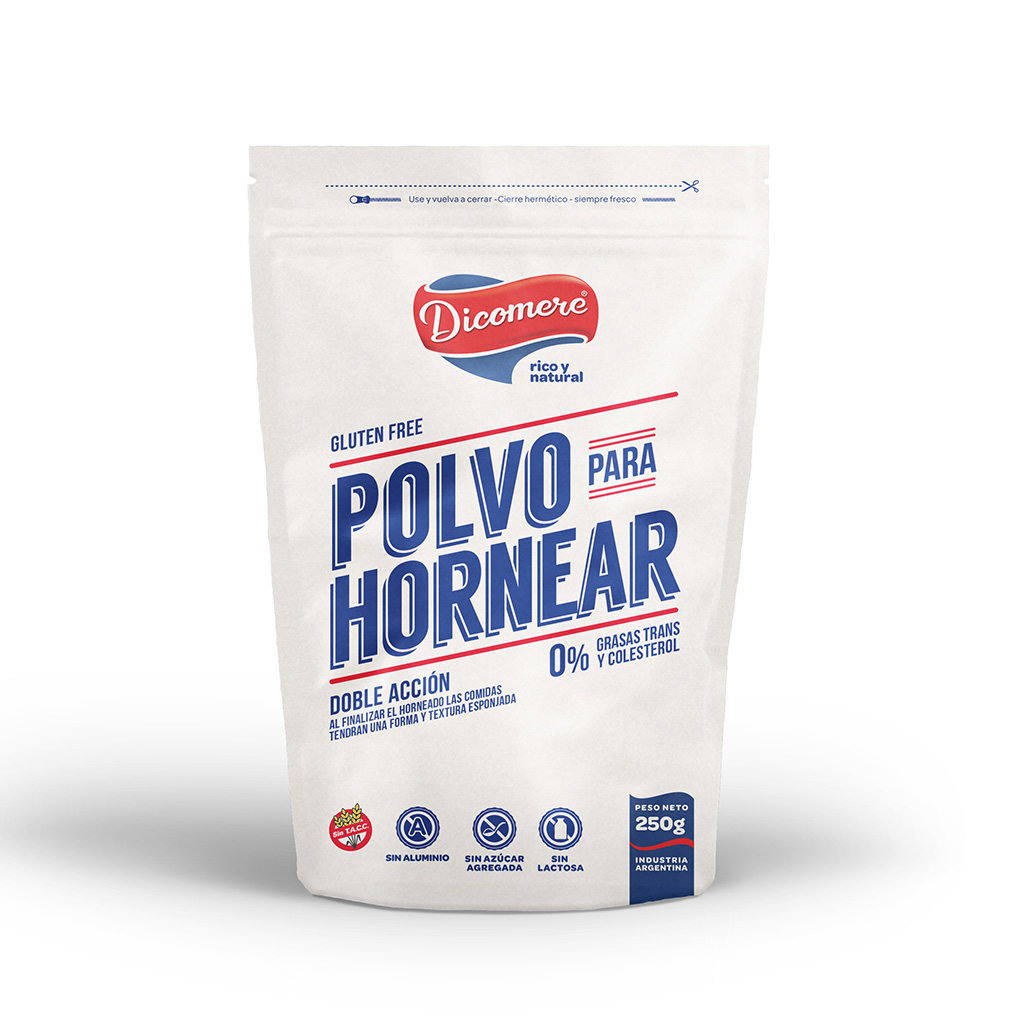 Use y vuelva a cerrar - Cierre hermético - siempre fresco
Dicomere®
rico y
natural
GLUTEN FREE
POLVO
PARA
HORNEAR
0%
GRASAS TRANS
Y COLESTEROL
DOBLE ACCIÓN
AL FINALIZAR EL HORNEADO LAS COMIDAS
TENDRAN UNA FORMA Y TEXTURA ESPONJADA
Sin T.A.C.C.
A
SIN ALUMINIO
SIN AZÚCAR
AGREGADA
SIN
LACTOSA
PESO NETO
250g
INDUSTRIA
ARGENTINA